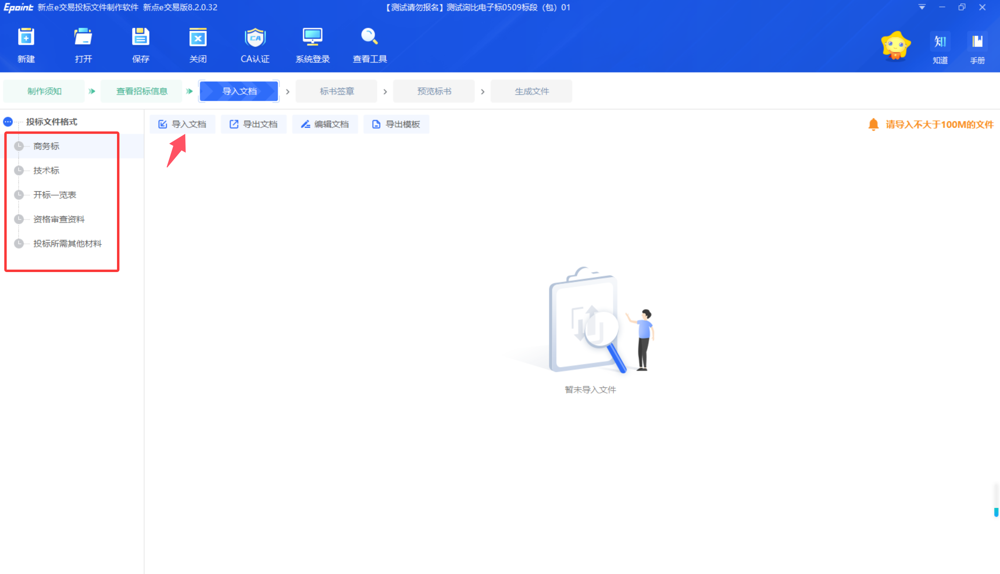 Epoint 新点e交易投标文件制作软件 新点e交易版8.2.0.32
【测试请勿报名】测试询比电子标0509标段（包）01
新建
打开
保存
关闭
CA
CA认证
系统登录
查看工具
知
知道
手册
制作须知
查看招标信息
导入文档
标书签章
预览标书
生成文件
投标文件格式
导入文档
导出文档
编辑文档
导出模板
请导入不大于100M的文件
商务标
技术标
开标一览表
资格审查资料
投标所需其他材料
暂未导入文件